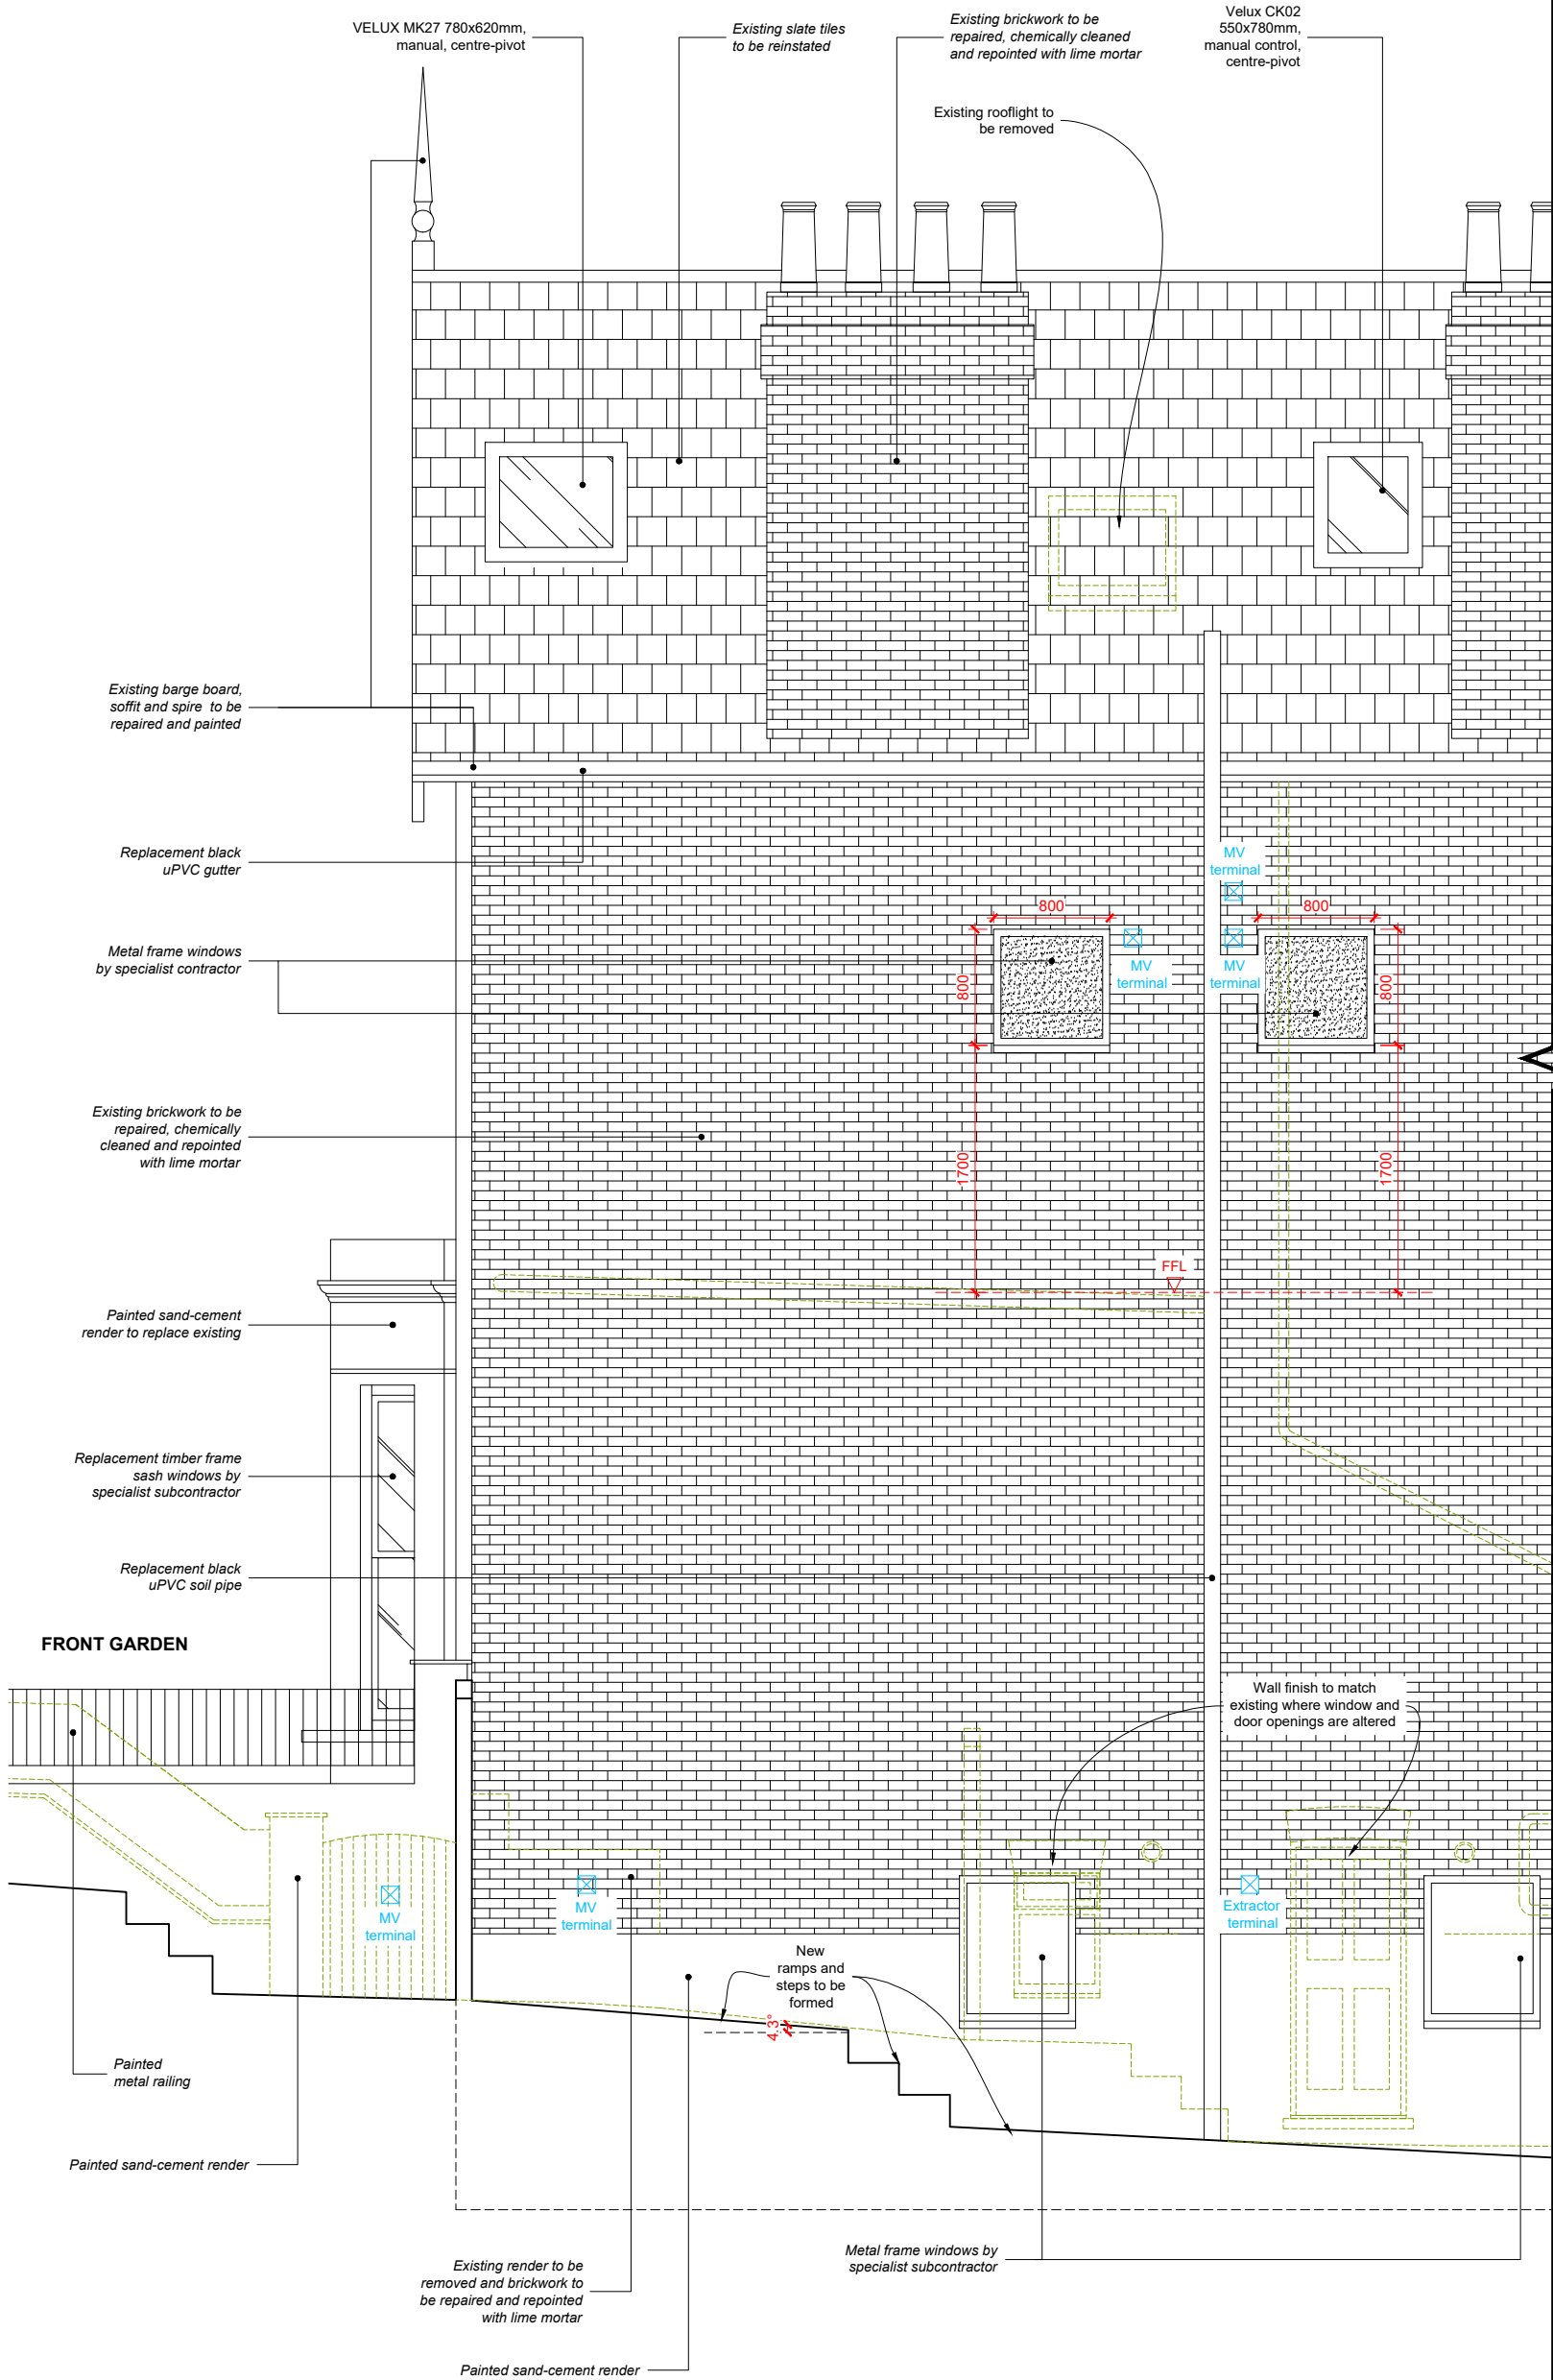 VELUX MK27 780x620mm,
manual, centre-pivot
Existing slate tiles
to be reinstated
Existing brickwork to be
repaired, chemically cleaned
and repointed with lime mortar
Velux CK02
550x780mm,
manual control,
centre-pivot
Existing rooflight to
be removed
Existing barge board,
soffit and spire to be
repaired and painted
Replacement black
uPVC gutter
MV
terminal
800
800
Metal frame windows
by specialist contractor
MV
terminal
MV
terminal
800
800
Existing brickwork to be
repaired, chemically
cleaned and repointed
with lime mortar
1700
1700
FFL
Painted sand-cement
render to replace existing
Replacement timber frame
sash windows by
specialist subcontractor
Replacement black
uPVC soil pipe
FRONT GARDEN
Wall finish to match
existing where window and
door openings are altered
MV
terminal
MV
terminal
Extractor
terminal
New
ramps and
steps to be
formed
4.3°
Painted
metal railing
Painted sand-cement render
Metal frame windows by
specialist subcontractor
Existing render to be
removed and brickwork to
be repaired and repointed
with lime mortar
Painted sand-cement render